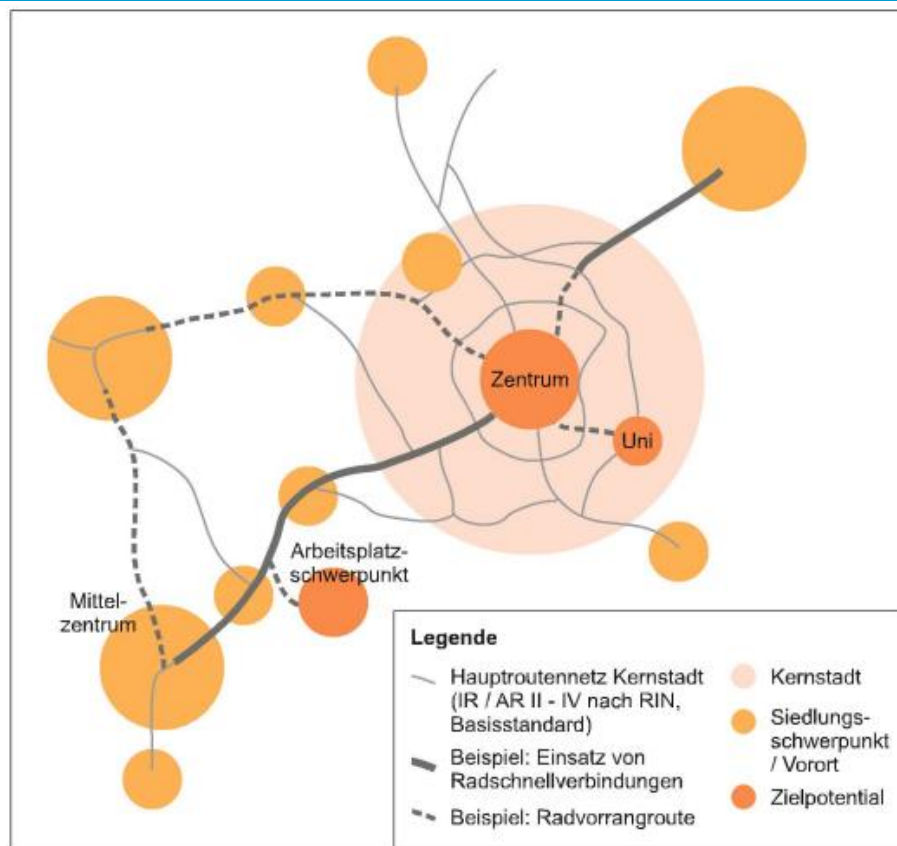 Zentrum
Uni
Arbeitsplatz-
schwerpunkt
Mittel-
zentrum
Legende
Hauptroutennetz Kernstadt
(IR / AR II - IV nach RIN,
Basisstandard)
Beispiel: Einsatz von
Radschnellverbindungen
Beispiel: Radvorrangroute
Kernstadt
Siedlungs-
schwerpunkt
/ Vorort
Zielpotential